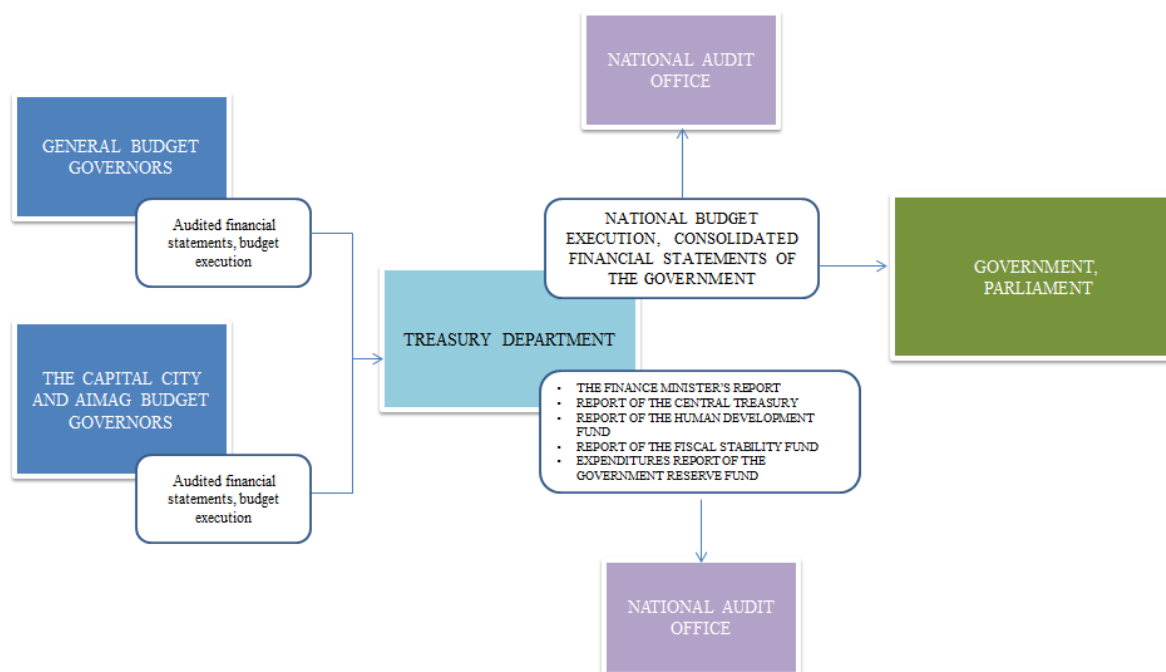 NATIONAL AUDIT
OFFICE
GENERAL BUDGET
GOVERNORS
Audited financial
statements, budget
execution
NATIONAL BUDGET
EXECUTION, CONSOLIDATED
FINANCIAL STATEMENTS OF
THE GOVERNMENT
GOVERNMENT,
PARLIAMENT
TREASURY DEPARTMENT
THE CAPITAL CITY
AND AIMAG BUDGET
GOVERNORS
Audited financial
statements, budget
execution
• THE FINANCE MINISTER'S REPORT
• REPORT OF THE CENTRAL TREASURY
• REPORT OF THE HUMAN DEVELOPMENT
FUND
• REPORT OF THE FISCAL STABILITY FUND
• EXPENDITURES REPORT OF THE
GOVERNMENT RESERVE FUND
NATIONAL AUDIT
OFFICE